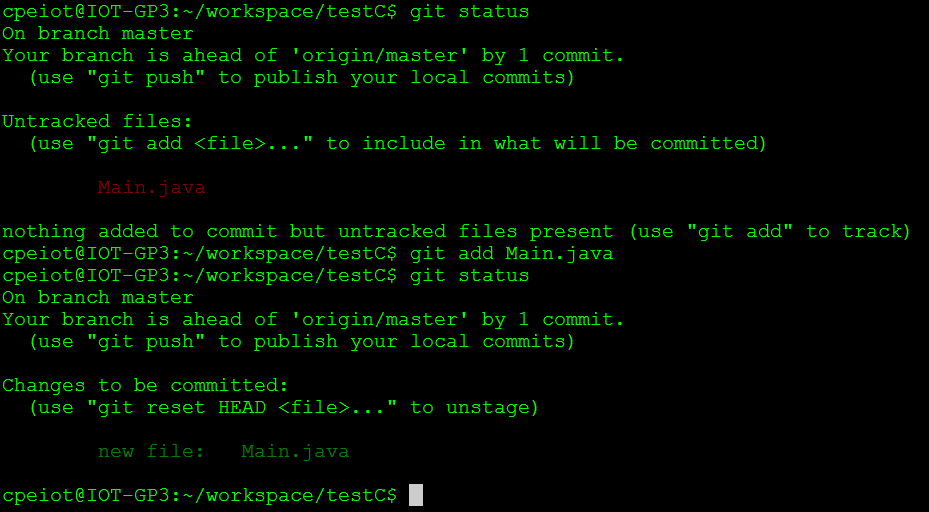 cpeiot@IOT-GP3:~/workspace/testC$ git status
On branch master
Your branch is ahead of 'origin/master' by 1 commit.
  (use "git push" to publish your local commits)

Untracked files:
  (use "git add <file>..." to include in what will be committed)

        Main.java

nothing added to commit but untracked files present (use "git add" to track)
cpeiot@IOT-GP3:~/workspace/testC$ git add Main.java
cpeiot@IOT-GP3:~/workspace/testC$ git status
On branch master
Your branch is ahead of 'origin/master' by 1 commit.
  (use "git push" to publish your local commits)

Changes to be committed:
  (use "git reset HEAD <file>..." to unstage)

        new file:   Main.java

cpeiot@IOT-GP3:~/workspace/testC$